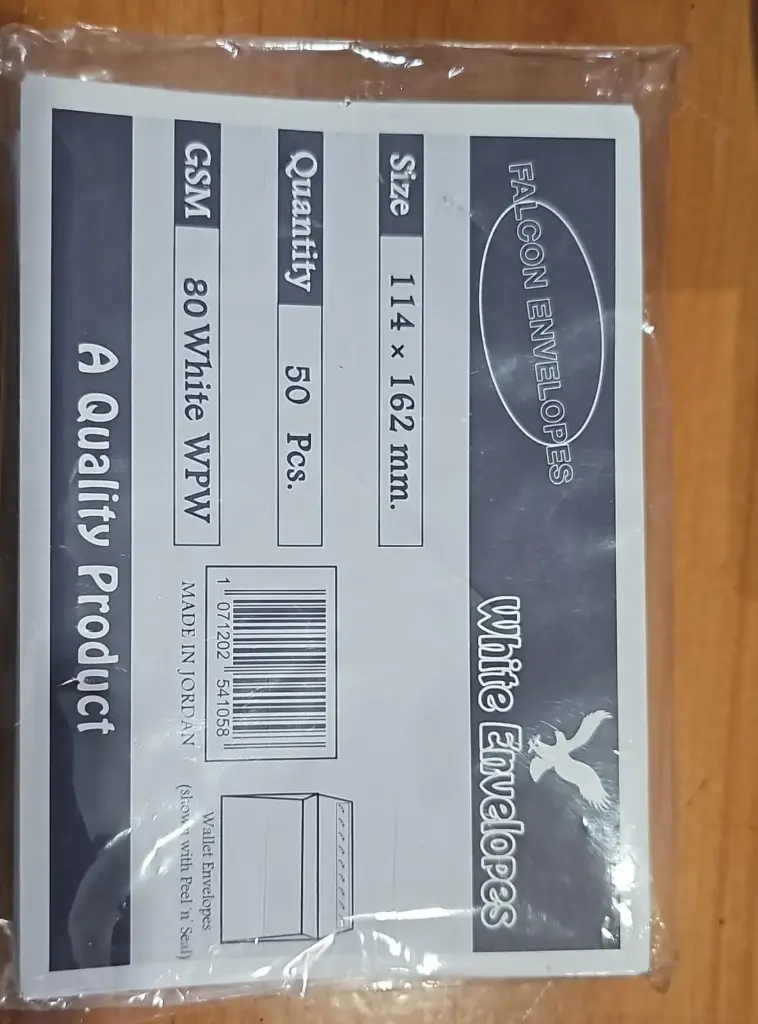 FALCON ENVELOPES
White Envelopes
Size 114 × 162 mm.
Quantity 50 Pcs.
GSM 80 White WPW
1 071202 541058
MADE IN JORDAN
Wallet Envelopes
(shown with Peel 'n' Seal)
A Quality Product